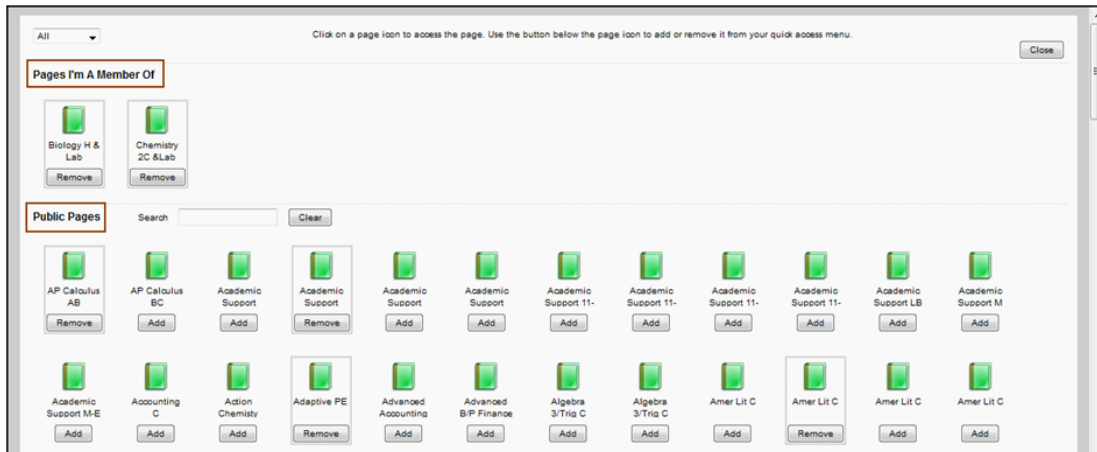 All
Click on a page icon to access the page. Use the button below the page icon to add or remove it from your quick access menu.
Close
Pages I'm A Member Of
Biology H &
Lab
Remove
Chemistry
2C &Lab
Remove
Public Pages
Search
Clear
AP Calculus
AB
Remove
AP Calculus
BC
Add
Academic
Support
Add
Academic
Support
Remove
Academic
Support
Add
Academic
Support
Add
Academic
Support 11-
Add
Academic
Support 11-
Add
Academic
Support 11-
Add
Academic
Support 11-
Add
Academic
Support LB
Add
Academic
Support M
Add
Academic
Support M-E
Add
Accounting
C
Add
Action
Chemisty
Add
Adaptive PE
Remove
Advanced
Accounting
Add
Advanced
B/P Finance
Add
Algebra
3/Trig C
Add
Algebra
3/Trig C
Add
Amer Lit C
Add
Amer Lit C
Remove
Amer Lit C
Add
Amer Lit C
Add